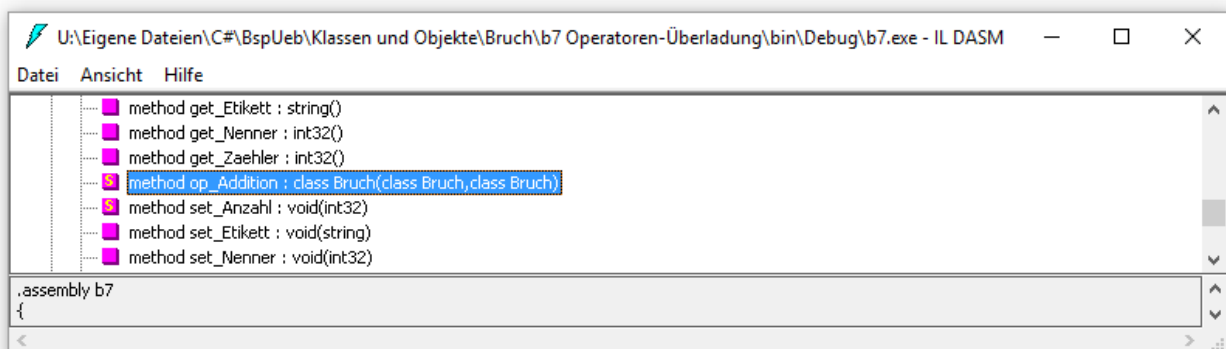 U:\Eigene Dateien\C#\BspUeb\Klassen und Objekte\Bruch\b7 Operatoren-Überladung\bin\Debug\b7.exe - IL DASM
Datei Ansicht Hilfe
method get_Etikett : string()
method get_Nenner : int32()
method get_Zaehler : int32()
S method op_Addition : class Bruch(class Bruch,class Bruch)
S method set_Anzahl : void(int32)
method set_Etikett : void(string)
method set_Nenner : void(int32)
.assembly b7
{